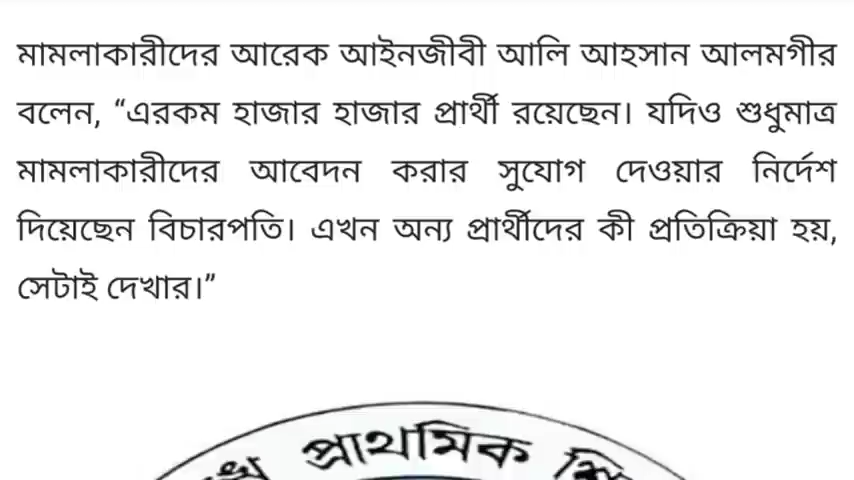 মামলাকারীদের আরেক আইনজীবী আলি আহসান আলমগীর
বলেন, “এরকম হাজার হাজার প্রার্থী রয়েছেন। যদিও শুধুমাত্র
মামলাকারীদের আবেদন করার সুযোগ দেওয়ার নির্দেশ
দিয়েছেন বিচারপতি। এখন অন্য প্রার্থীদের কী প্রতিক্রিয়া হয়,
সেটাই দেখার।”
প্রাথমিক